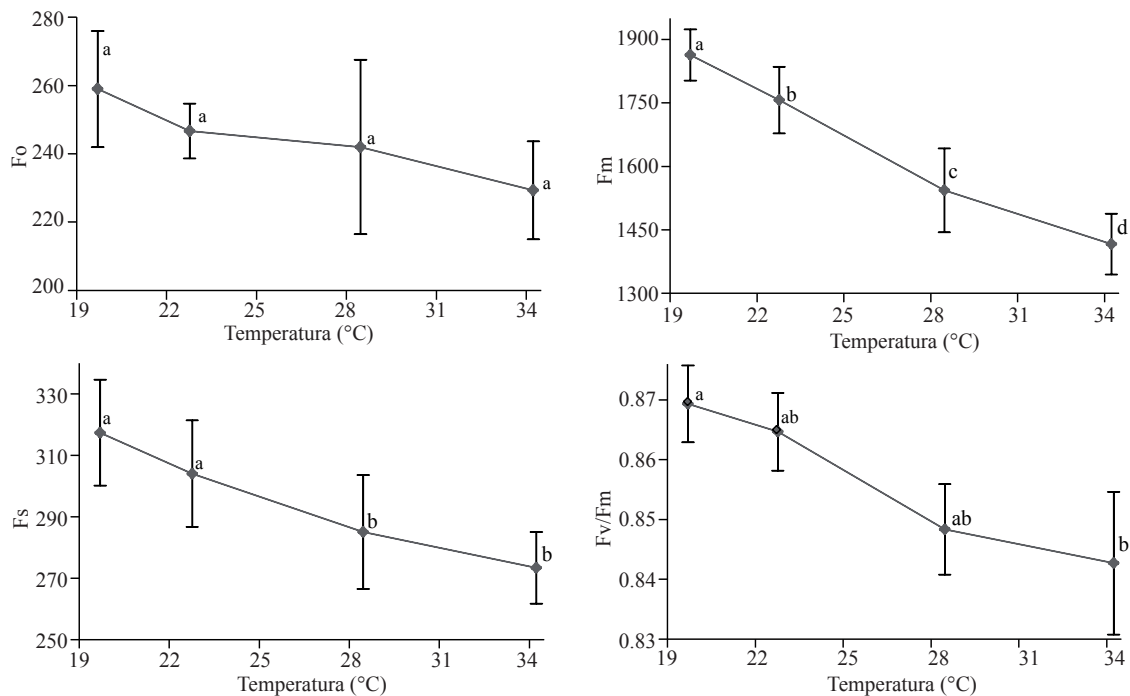 280
260
240
220
200
Fo
a
a
a
a
19 22 25 28 31 34
Temperatura (°C)
1900
1750
1600
1450
1300
Fm
a
b
c
d
19 22 25 28 31 34
Temperatura (°C)
330
310
290
270
250
Fs
a
a
b
b
19 22 25 28 31 34
Temperatura (°C)
0.87
0.86
0.85
0.84
0.83
Fv/Fm
a
ab
ab
b
19 22 25 28 31 34
Temperatura (°C)